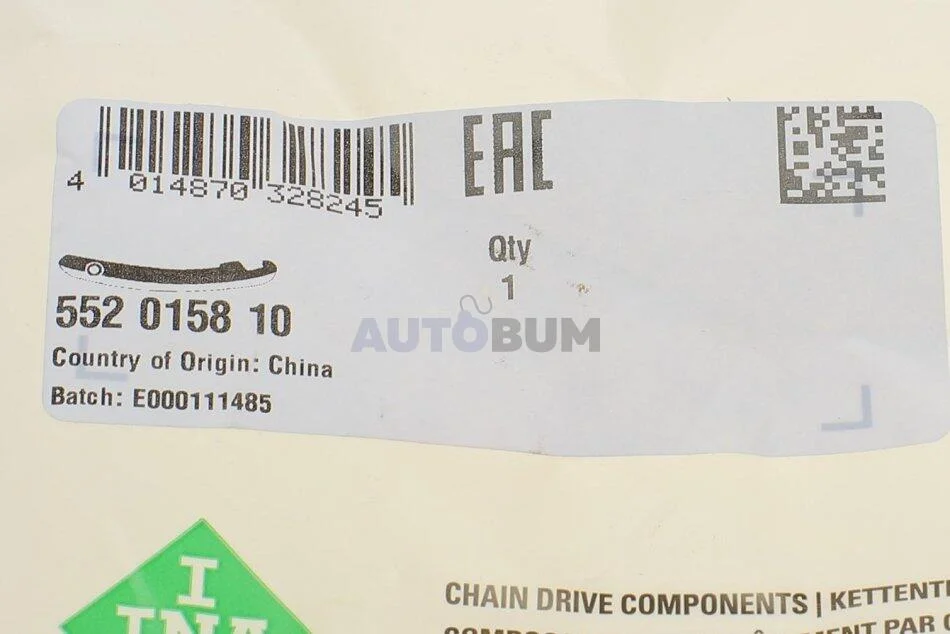 4 014870 328245
EAC
Qty
1
552 0158 10
AUTOBUM
Country of Origin: China
Batch: E000111485
I
INA
CHAIN DRIVE COMPONENTS | KETTENT